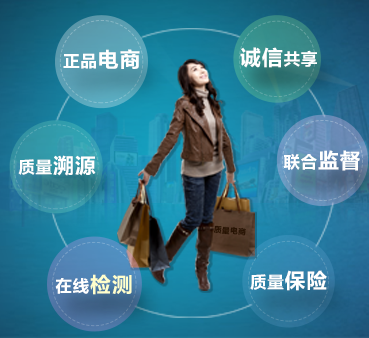 正品电商
诚信共享
质量溯源
联合监督
质量电商
在线检测
质量保险